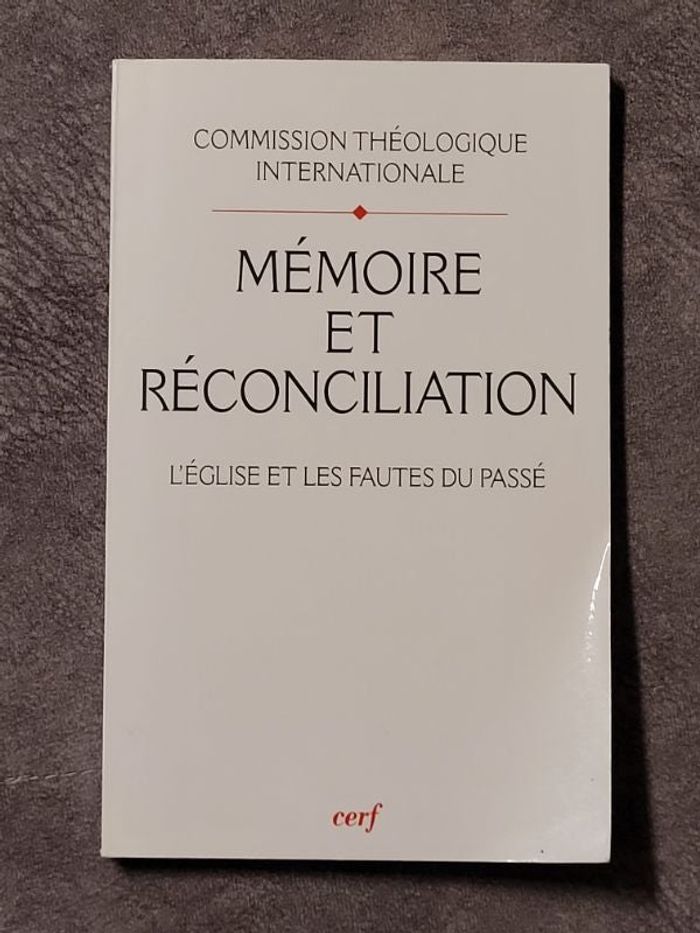 COMMISSION THÉOLOGIQUE
INTERNATIONALE
MÉMOIRE
ET
RÉCONCILIATION
L'ÉGLISE ET LES FAUTES DU PASSÉ
cerf